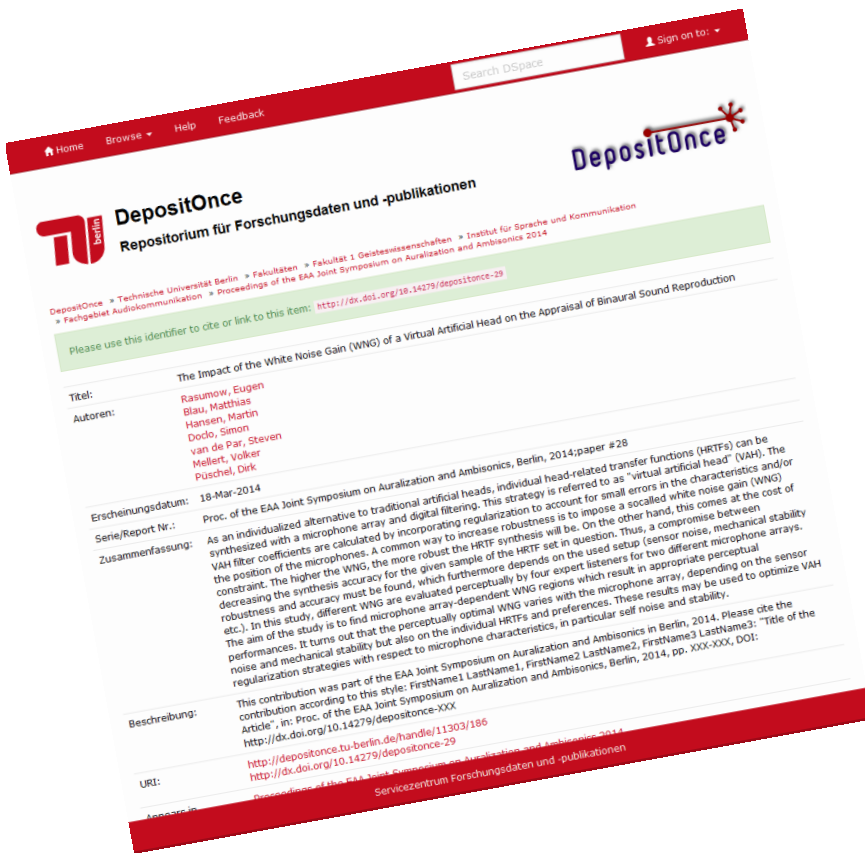 Home Browse Help Feedback Search DSpace Sign on to:
DepositOnce
Repositorium für Forschungsdaten und -publikationen
berlin
DepositOnce
DepositOnce » Technische Universität Berlin » Fakultäten » Fakultät 1 Geisteswissenschaften » Institut für Sprache und Kommunikation
» Fachgebiet Audiokommunikation » Proceedings of the EAA Joint Symposium on Auralization and Ambisonics 2014
Please use this identifier to cite or link to this item: http://dx.doi.org/10.14279/depositonce-29
Titel: The Impact of the White Noise Gain (WNG) of a Virtual Artificial Head on the Appraisal of Binaural Sound Reproduction
Autoren: Rasumow, Eugen
Blau, Matthias
Hansen, Martin
Doclo, Simon
van de Par, Steven
Mellert, Volker
Püschel, Dirk
Erscheinungsdatum: 18-Mar-2014
Serie/Report Nr.: Proc. of the EAA Joint Symposium on Auralization and Ambisonics, Berlin, 2014;paper #28
Zusammenfassung: As an individualized alternative to traditional artificial heads, individual head-related transfer functions (HRTFs) can be
synthesized with a microphone array and digital filtering. This strategy is referred to as "virtual artificial head" (VAH). The
VAH filter coefficients are calculated by incorporating regularization to account for small errors in the characteristics and/or
the position of the microphones. A common way to increase robustness is to impose a socalled white noise gain (WNG)
constraint. The higher the WNG, the more robust the HRTF synthesis will be. On the other hand, this comes at the cost of
decreasing the synthesis accuracy for the given sample of the HRTF set in question. Thus, a compromise between
robustness and accuracy must be found, which furthermore depends on the used setup (sensor noise, mechanical stability
etc.). In this study, different WNG are evaluated perceptually by four expert listeners for two different microphone arrays.
The aim of the study is to find microphone array-dependent WNG regions which result in appropriate perceptual
performances. It turns out that the perceptually optimal WNG varies with the microphone array, depending on the sensor
noise and mechanical stability but also on the individual HRTFs and preferences. These results may be used to optimize VAH
regularization strategies with respect to microphone characteristics, in particular self noise and stability.
Beschreibung: This contribution was part of the EAA Joint Symposium on Auralization and Ambisonics in Berlin, 2014. Please cite the
contribution according to this style: FirstName1 LastName1, FirstName2 LastName2, FirstName3 LastName3: "Title of the
Article", in: Proc. of the EAA Joint Symposium on Auralization and Ambisonics, Berlin, 2014, pp. XXX-XXX, DOI:
http://dx.doi.org/10.14279/depositonce-XXX
URI: http://depositonce.tu-berlin.de/handle/11303/186
http://dx.doi.org/10.14279/depositonce-29
Appears in Proceedings of the EAA Joint Symposium on Auralization and Ambisonics 2014
Servicezentrum Forschungsdaten und -publikationen